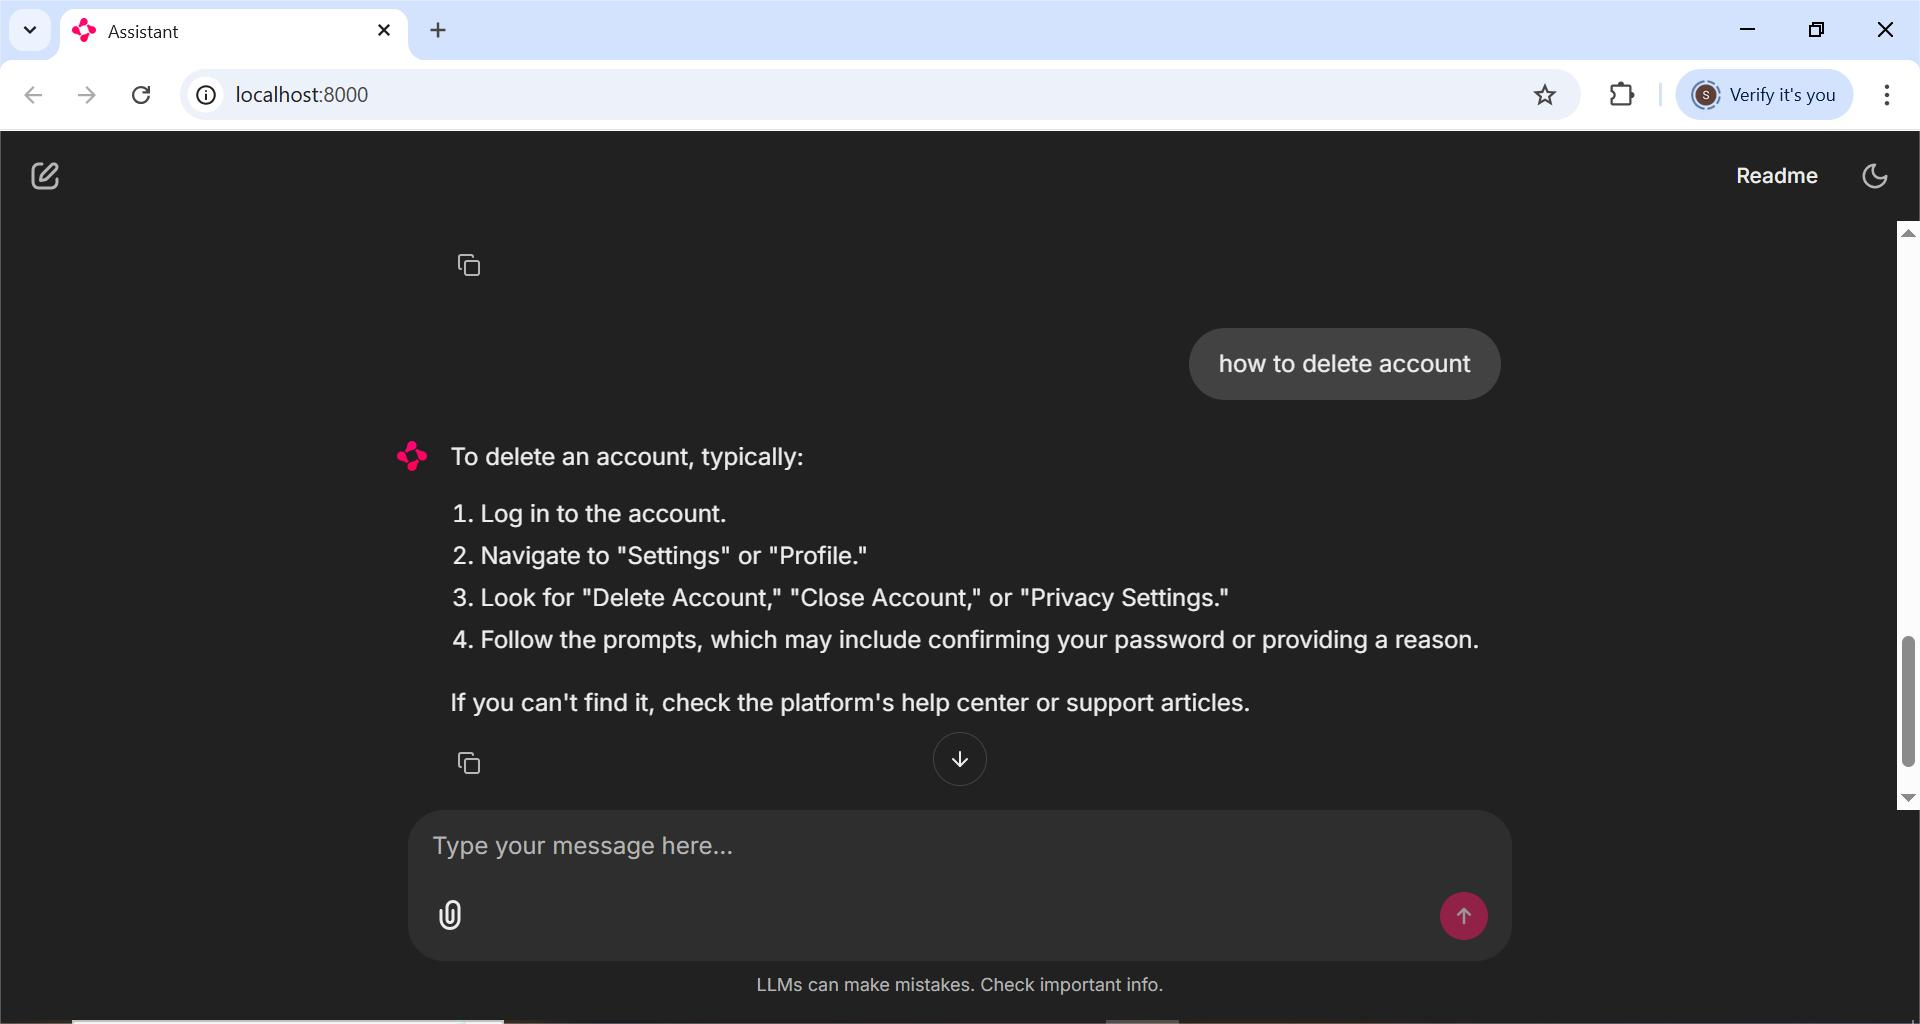 Assistant
localhost:8000
S
Verify it's you
Readme
how to delete account
To delete an account, typically:
1. Log in to the account.
2. Navigate to "Settings" or "Profile."
3. Look for "Delete Account," "Close Account," or "Privacy Settings."
4. Follow the prompts, which may include confirming your password or providing a reason.
If you can't find it, check the platform's help center or support articles.
Type your message here...
LLMs can make mistakes. Check important info.